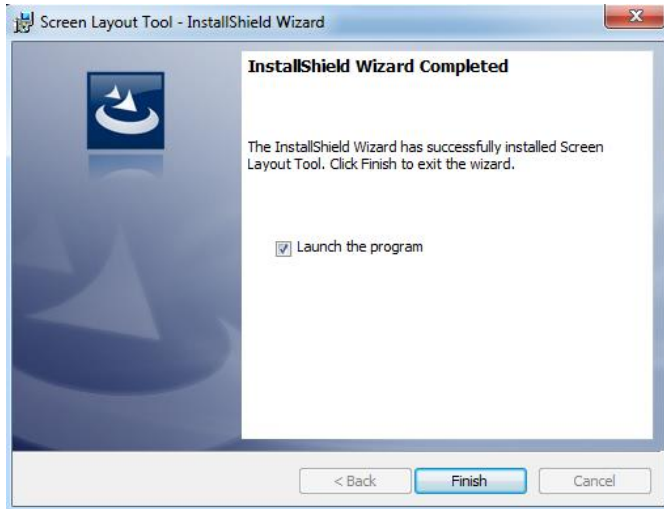 Screen Layout Tool - InstallShield Wizard
InstallShield Wizard Completed
The InstallShield Wizard has successfully installed Screen
Layout Tool. Click Finish to exit the wizard.
Launch the program
< Back Finish Cancel